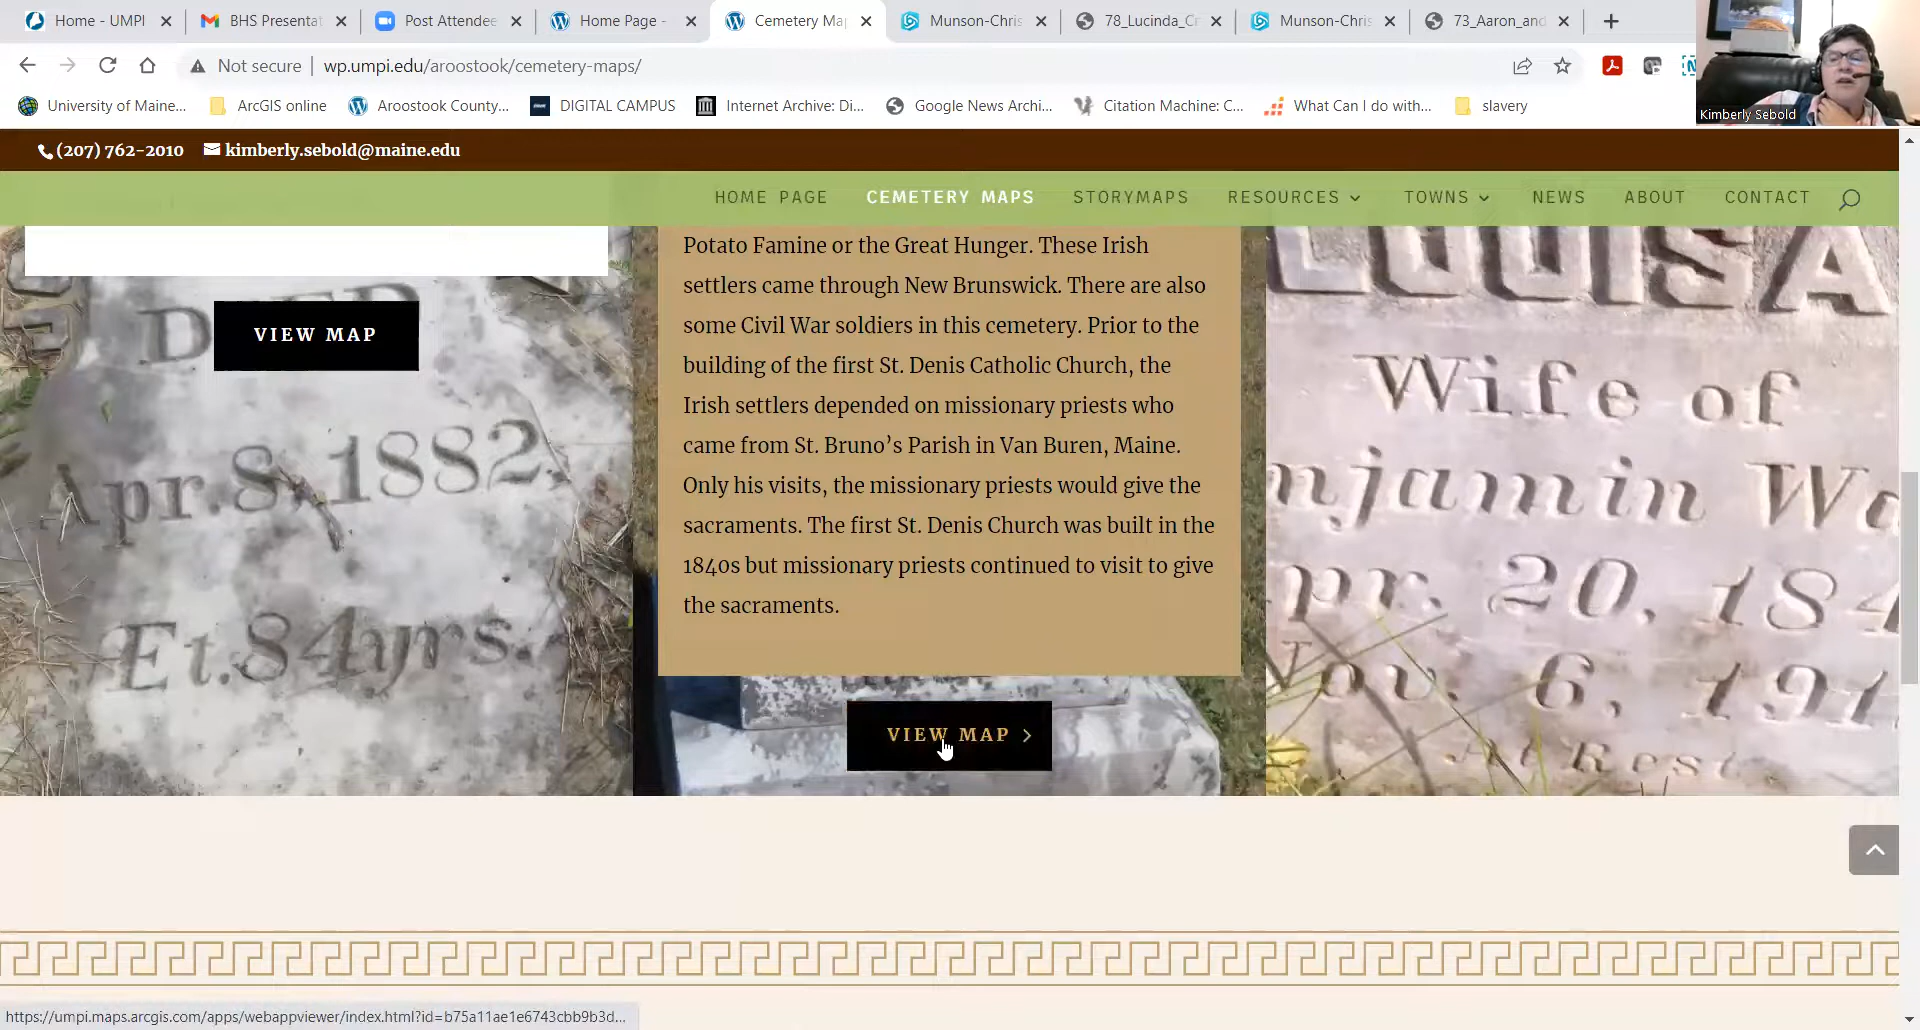 Home - UMPI
BHS Presentat
Post Attendee
Home Page -
Cemetery Ma
Munson-Chris
78_Lucinda_Cr
Munson-Chris
73_Aaron_and
Not secure
wp.umpi.edu/aroostook/cemetery-maps/
University of Maine...
ArcGIS online
Aroostook County...
DIGITAL CAMPUS
Internet Archive: Di...
Google News Archi...
Citation Machine: C...
What Can I do with...
slavery
Kimberly Sebold
(207) 762-2010
kimberly.sebold@maine.edu
HOME PAGE
CEMETERY MAPS
STORYMAPS
RESOURCES
TOWNS
NEWS
ABOUT
CONTACT
VIEW MAP
Apr. 8, 1882.
Et. 84 yrs.
Potato Famine or the Great Hunger. These Irish
settlers came through New Brunswick. There are also
some Civil War soldiers in this cemetery. Prior to the
building of the first St. Denis Catholic Church, the
Irish settlers depended on missionary priests who
came from St. Bruno’s Parish in Van Buren, Maine.
Only his visits, the missionary priests would give the
sacraments. The first St. Denis Church was built in the
1840s but missionary priests continued to visit to give
the sacraments.
VIEW MAP
LOUISA
Wife of
njamin Wa
pr. 20, 184
Nov. 6, 191
At Rest.
https://umpi.maps.arcgis.com/apps/webappviewer/index.html?id=b75a11ae1e6743cbb9b3d...